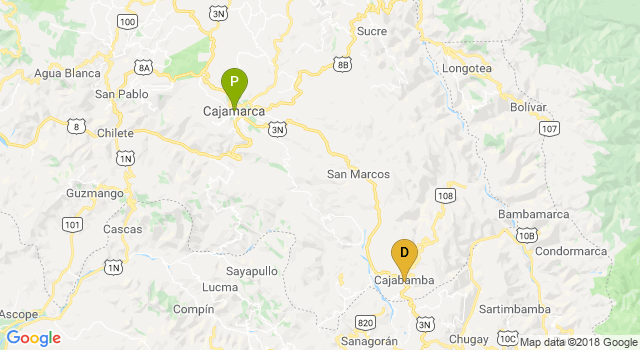 100
Sucre
8A
8B
Longotea
Agua Blanca
P
San Pablo
Cajamarca
Bolívar
8
Chilete
3N
107
1N
San Marcos
Guzmango
108
Bambamarca
101
Cascas
10B
D
Condormarca
1N
Sayapullo
Cajabamba
Lucma
Compín
Sartimbamba
Ascope
820
3N
Sanagorán
Chugay
10C
Google
Map data ©2018 Google